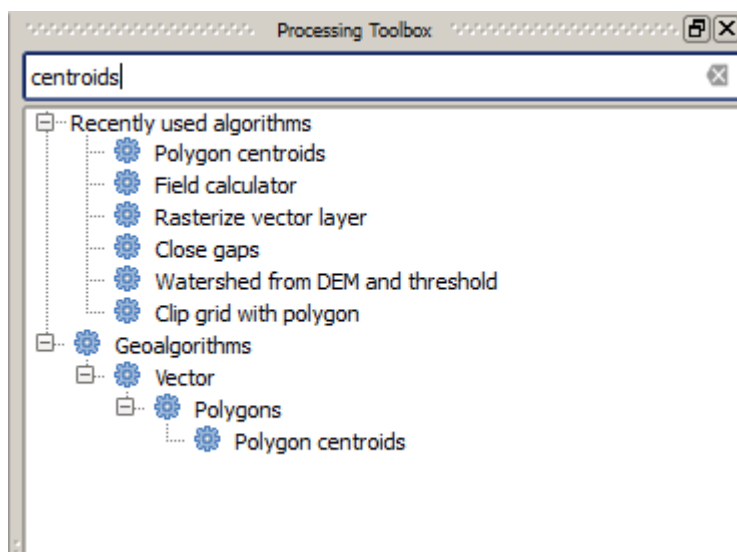 Processing Toolbox
centroids
Recently used algorithms
Polygon centroids
Field calculator
Rasterize vector layer
Close gaps
Watershed from DEM and threshold
Clip grid with polygon
Geoalgorithms
Vector
Polygons
Polygon centroids